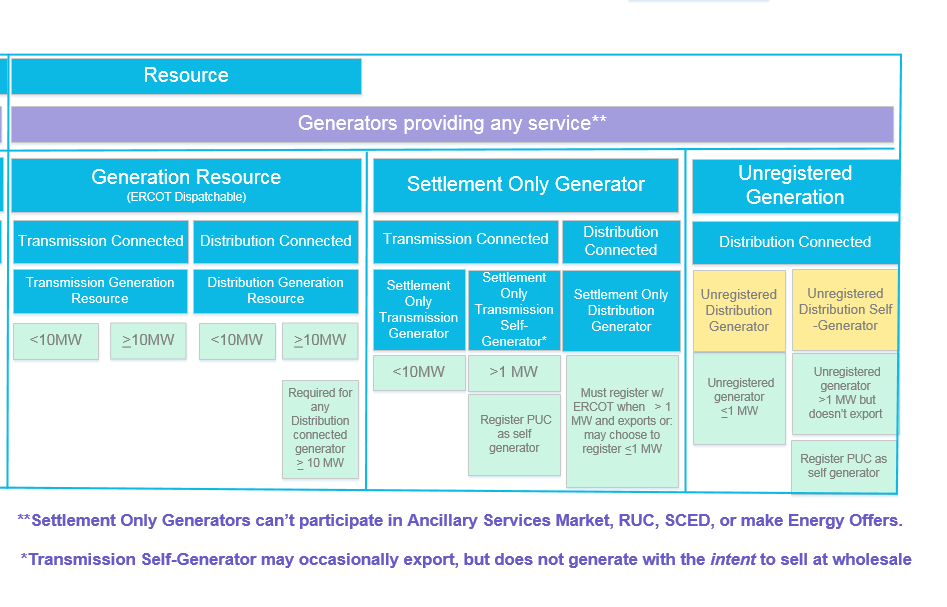 Resource
Generators providing any service**
Generation Resource
(ERCOT Dispatchable)
Settlement Only Generator
Unregistered
Generation
Transmission Connected
Distribution Connected
Transmission Connected
Distribution
Connected
Distribution Connected
Transmission Generation
Resource
Distribution Generation
Resource
Settlement
Only
Transmission
Generator
Settlement
Only
Transmission
Self-
Generator*
Settlement Only
Distribution
Generator
Unregistered
Distribution
Generator
Unregistered
Distribution Self
-Generator
<10MW
≥10MW
<10MW
≥10MW
<10MW
>1 MW
Must register w/
ERCOT when > 1
MW and exports or:
may choose to
register ≤1 MW
Unregistered
generator
≤1 MW
Unregistered
generator
>1 MW but
doesn't export
Required for
any
Distribution
connected
generator
≥ 10 MW
Register PUC
as self
generator
Register PUC as
self generator
**Settlement Only Generators can't participate in Ancillary Services Market, RUC, SCED, or make Energy Offers.
*Transmission Self-Generator may occasionally export, but does not generate with the intent to sell at wholesale